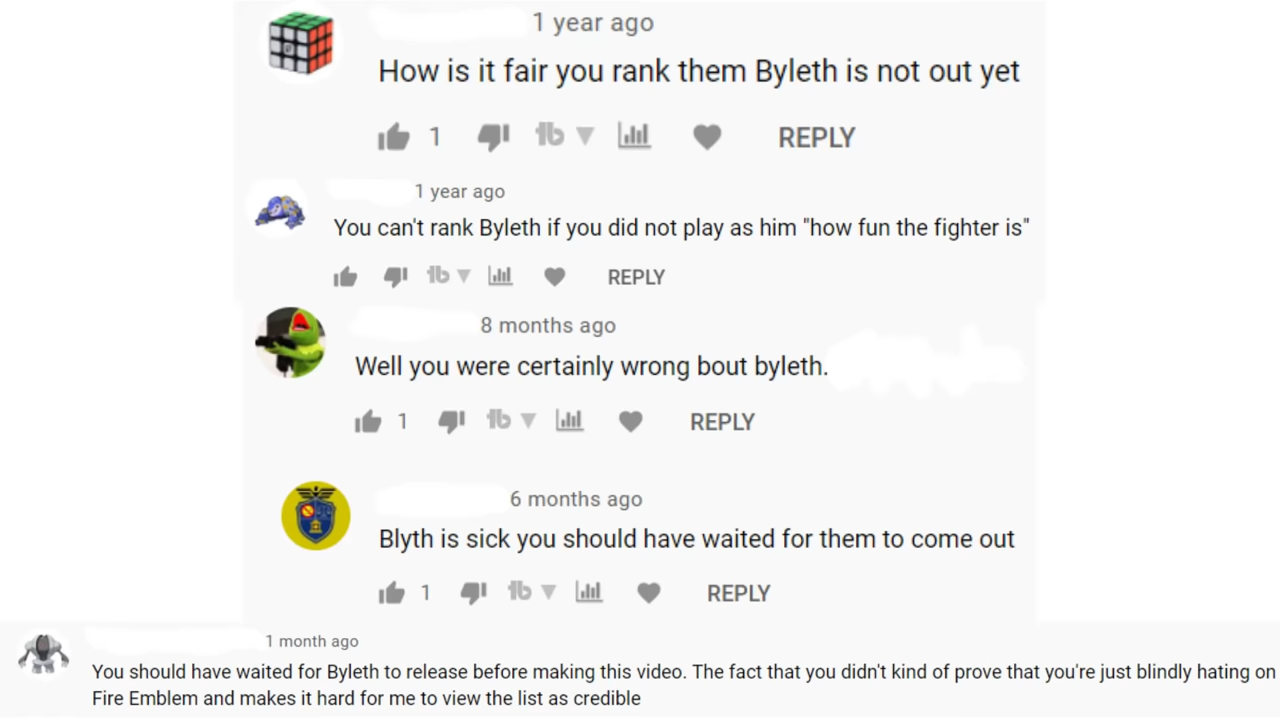 1 year ago
How is it fair you rank them Byleth is not out yet
1 REPLY
1 year ago
You can't rank Byleth if you did not play as him "how fun the fighter is"
REPLY
8 months ago
Well you were certainly wrong bout byleth.
1 REPLY
6 months ago
Blyth is sick you should have waited for them to come out
1 REPLY
1 month ago
You should have waited for Byleth to release before making this video. The fact that you didn't kind of prove that you're just blindly hating on
Fire Emblem and makes it hard for me to view the list as credible